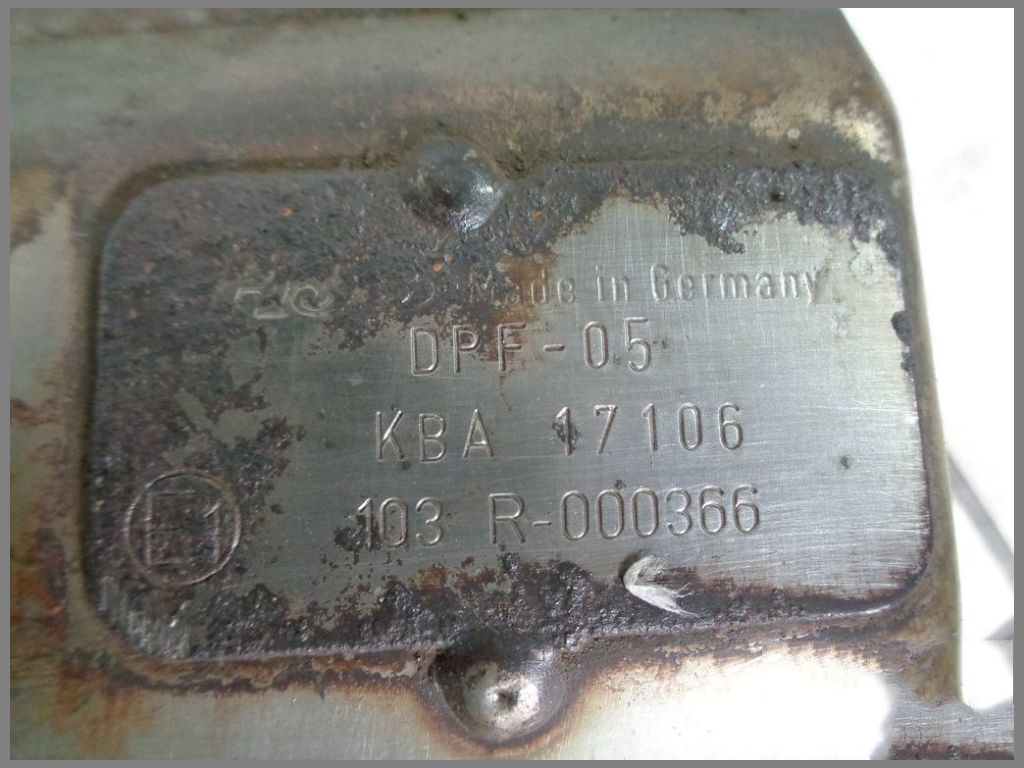 Made in Germany
DPF-05
KBA 17106
E1
103 R-000366